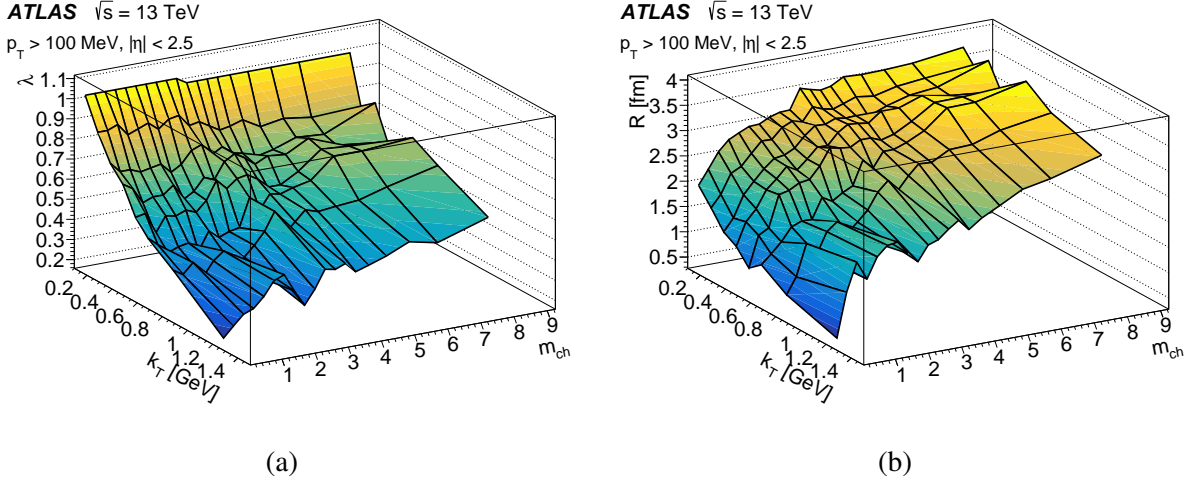 ATLAS √s = 13 TeV
p_T > 100 MeV, |η| < 2.5
λ
1.1
1
0.9
0.8
0.7
0.6
0.5
0.4
0.3
0.2
0.2 0.4 0.6 0.8 1 1.2 1.4
k_T [GeV]
1 2 3 4 5 6 7 8 9
m_ch
(a)
ATLAS √s = 13 TeV
p_T > 100 MeV, |η| < 2.5
R [fm]
4
3.5
3
2.5
2
1.5
1
0.5
0.2 0.4 0.6 0.8 1 1.2 1.4
k_T [GeV]
1 2 3 4 5 6 7 8 9
m_ch
(b)